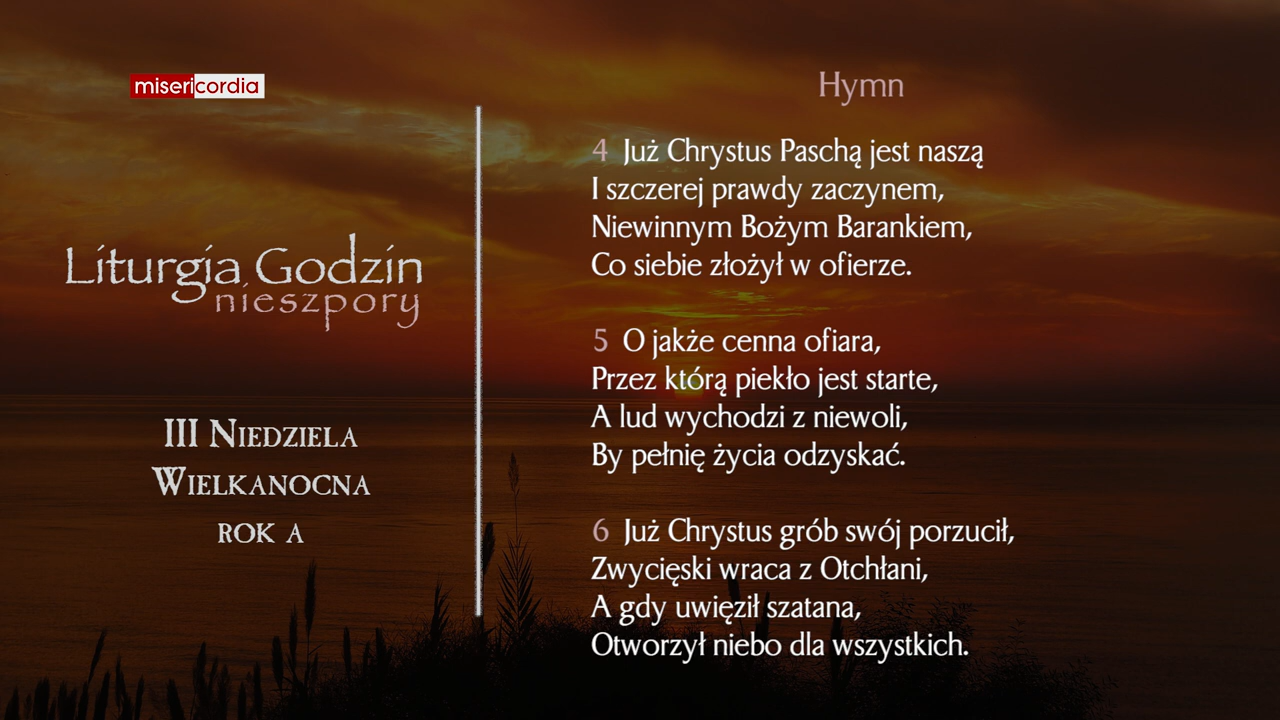 misericordia
Liturgia Godzin
nieszpory
III Niedziela
Wielkanocna
rok a
Hymn
4 Już Chrystus Paschą jest naszą
I szczerej prawdy zaczynem,
Niewinnym Bożym Barankiem,
Co siebie złożył w ofierze.
5 O jakże cenna ofiara,
Przez którą piekło jest starte,
A lud wychodzi z niewoli,
By pełnię życia odzyskać.
6 Już Chrystus grób swój porzucił,
Zwycięski wraca z Otchłani,
A gdy uwięził szatana,
Otworzył niebo dla wszystkich.